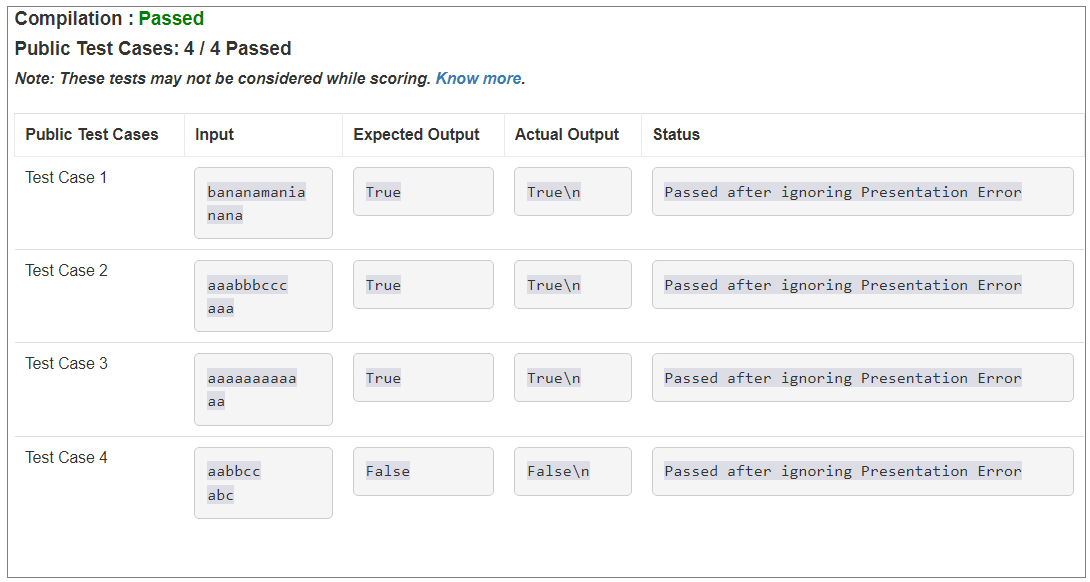 Compilation : Passed
Public Test Cases: 4 / 4 Passed
Note: These tests may not be considered while scoring. Know more.
Public Test Cases Input Expected Output Actual Output Status
Test Case 1 bananamania True True\n Passed after ignoring Presentation Error
nana
Test Case 2 aaabbbccc True True\n Passed after ignoring Presentation Error
aaa
Test Case 3 aaaaaaaaaa True True\n Passed after ignoring Presentation Error
aa
Test Case 4 aabbcc False False\n Passed after ignoring Presentation Error
abc